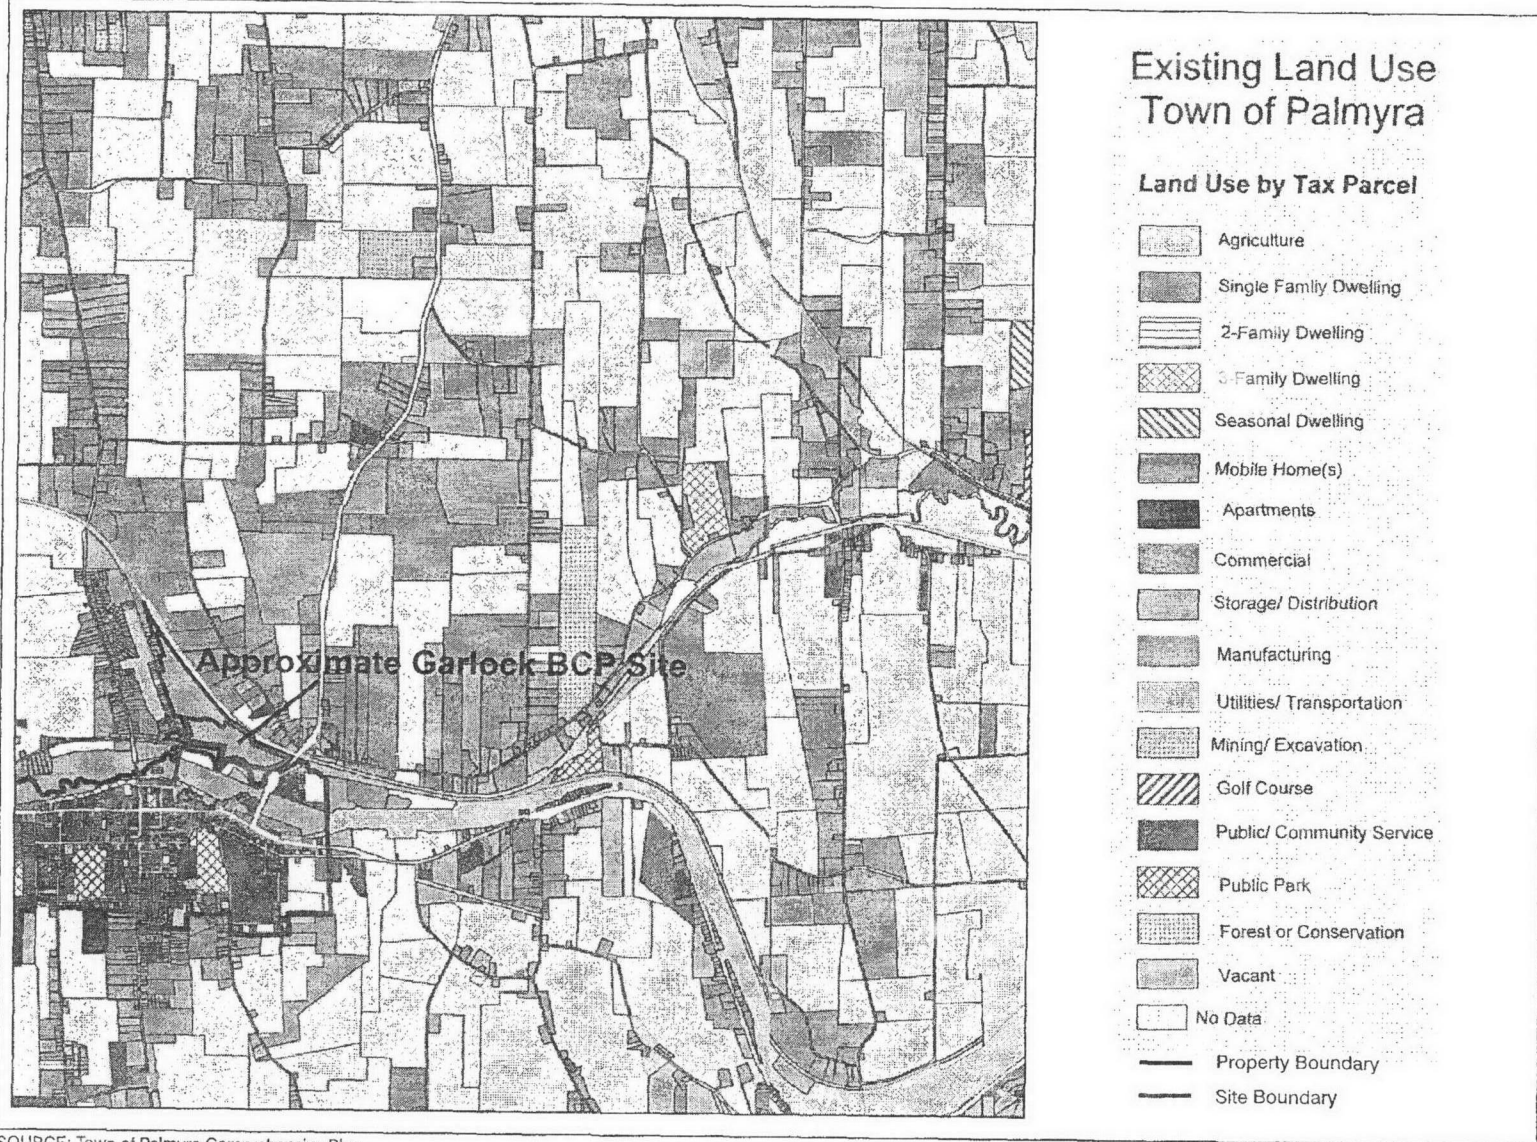 Existing Land Use
Town of Palmyra
Land Use by Tax Parcel
Agriculture
Single Family Dwelling
2-Family Dwelling
3-Family Dwelling
Seasonal Dwelling
Mobile Home(s)
Apartments
Commercial
Storage/ Distribution
Manufacturing
Utilities/ Transportation
Mining/ Excavation
Golf Course
Public/ Community Service
Public Park
Forest or Conservation
Vacant
No Data
Property Boundary
Site Boundary
Approximate Garlock BCP Site
SOURCE: Town of Palmyra